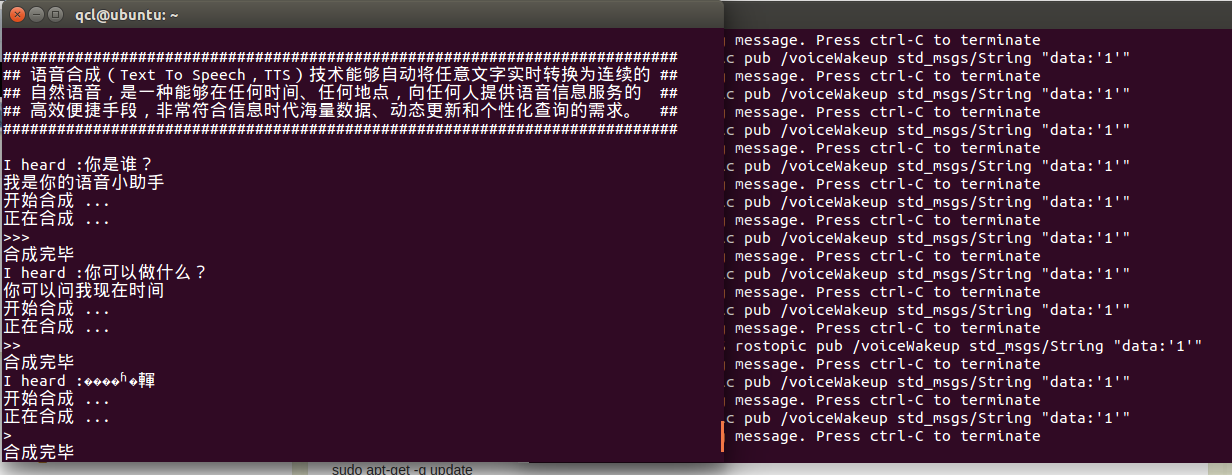 qcl@ubuntu: ~
###########################################################################
## 语音合成（Text To Speech，TTS）技术能够自动将任意文字实时转换为连续的 ##
## 自然语音，是一种能够在任何时间、任何地点，向任何人提供语音信息服务的  ##
## 高效便捷手段，非常符合信息时代海量数据、动态更新和个性化查询的需求。  ##
###########################################################################
I heard :你是谁？
我是你的语音小助手
开始合成 ...
正在合成 ...
>>>
合成完毕
I heard :你可以做什么？
你可以问我现在时间
开始合成 ...
正在合成 ...
>>
合成完毕
I heard :����ʱ�䡣
开始合成 ...
正在合成 ...
>
合成完毕
message. Press ctrl-C to terminate
c pub /voiceWakeup std_msgs/String "data:'1'"
message. Press ctrl-C to terminate
c pub /voiceWakeup std_msgs/String "data:'1'"
message. Press ctrl-C to terminate
c pub /voiceWakeup std_msgs/String "data:'1'"
message. Press ctrl-C to terminate
c pub /voiceWakeup std_msgs/String "data:'1'"
message. Press ctrl-C to terminate
c pub /voiceWakeup std_msgs/String "data:'1'"
message. Press ctrl-C to terminate
c pub /voiceWakeup std_msgs/String "data:'1'"
message. Press ctrl-C to terminate
c pub /voiceWakeup std_msgs/String "data:'1'"
message. Press ctrl-C to terminate
c pub /voiceWakeup std_msgs/String "data:'1'"
message. Press ctrl-C to terminate
rostopic pub /voiceWakeup std_msgs/String "data:'1'"
message. Press ctrl-C to terminate
c pub /voiceWakeup std_msgs/String "data:'1'"
message. Press ctrl-C to terminate
c pub /voiceWakeup std_msgs/String "data:'1'"
message. Press ctrl-C to terminate
sudo apt-get -q update